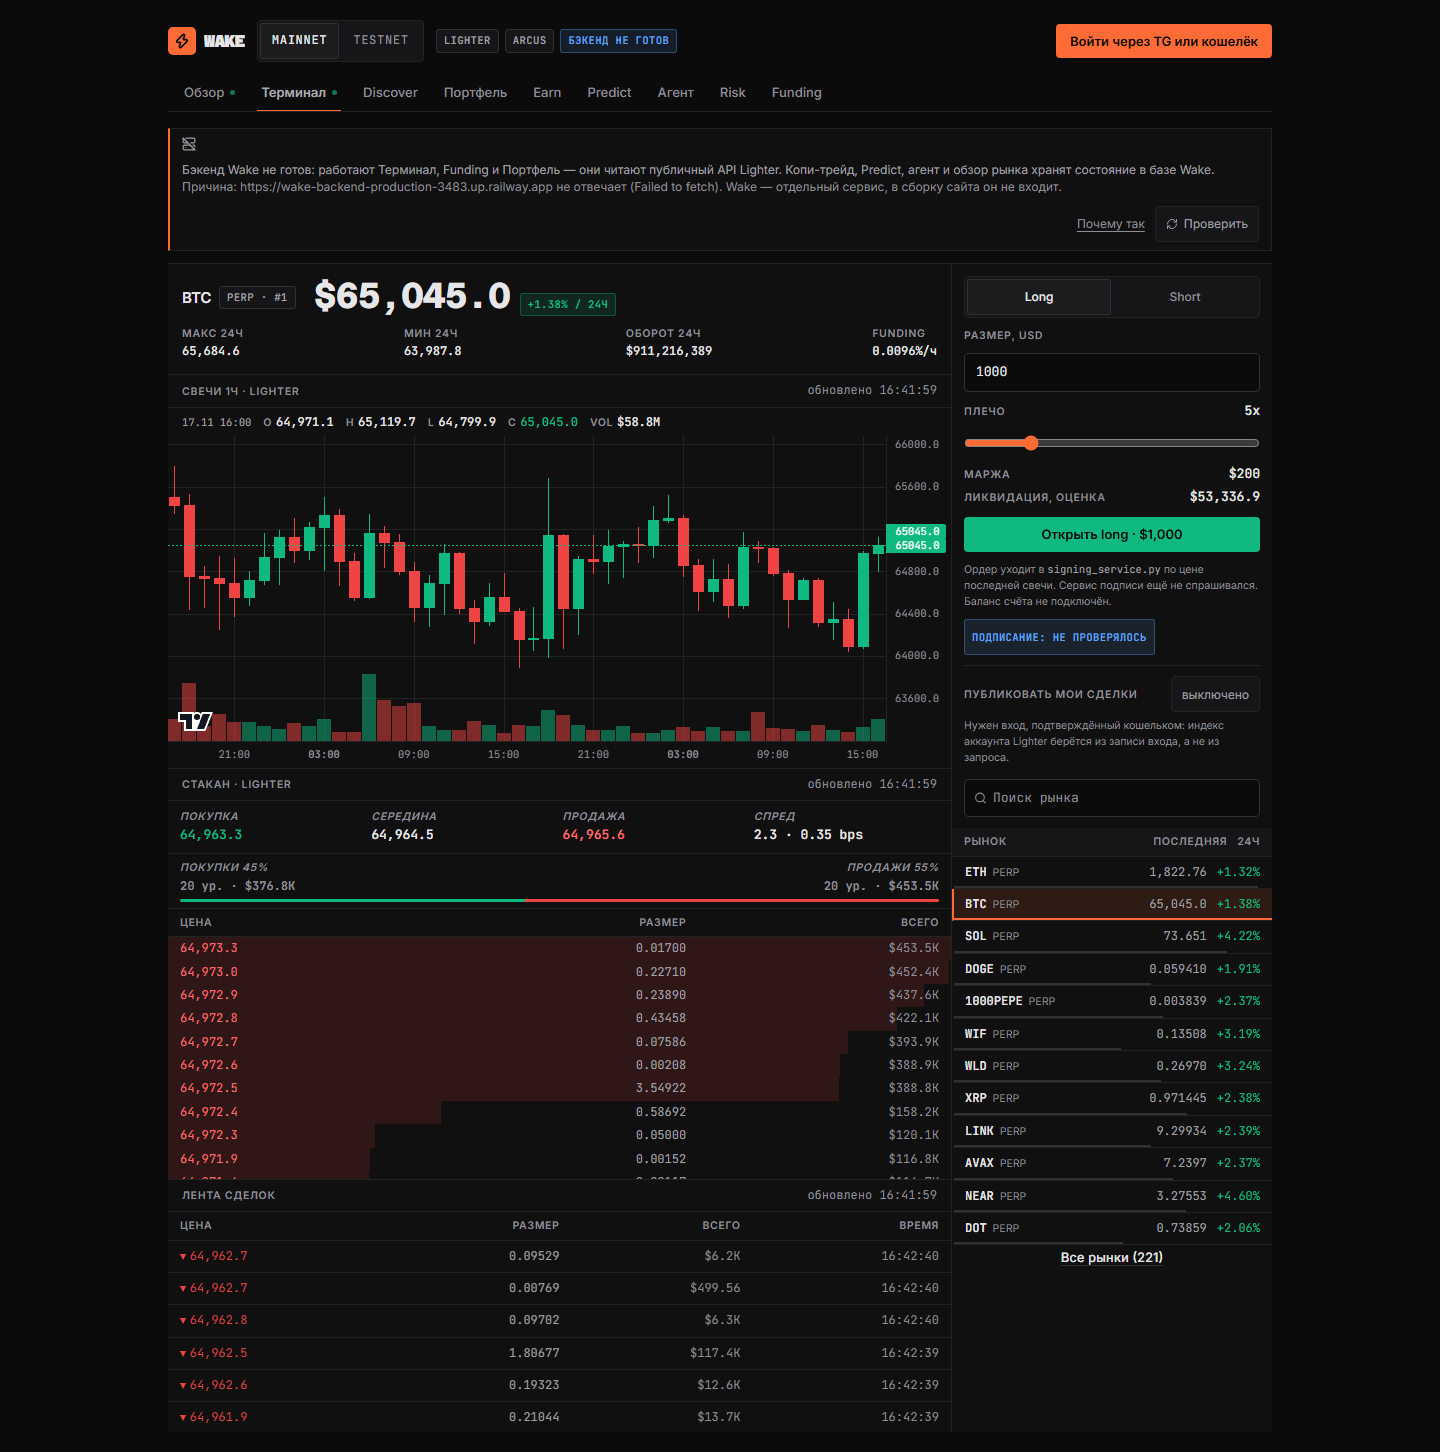 WAKE
MAINNET TESTNET
LIGHTER ARCUS БЭКЕНД НЕ ГОТОВ
Войти через TG или кошелёк
Обзор Терминал Discover Портфель Earn Predict Агент Risk Funding
Бэкенд Wake не готов: работают Терминал, Funding и Портфель — они читают публичный API Lighter. Копи-трейд, Predict, агент и обзор рынка хранят состояние в базе Wake.
Причина: https://wake-backend-production-3483.up.railway.app не отвечает (Failed to fetch). Wake — отдельный сервис, в сборку сайта он не входит.
Почему так Проверить
BTC PERP · #1 $65,045.0 +1.38% / 24Ч
МАКС 24Ч МИН 24Ч ОБОРОТ 24Ч FUNDING
65,684.6 63,987.8 $911,216,389 0.0096%/ч
СВЕЧИ 1Ч · LIGHTER обновлено 16:41:59
17.11 16:00 O 64,971.1 H 65,119.7 L 64,799.9 C 65,045.0 VOL $58.8M
66000.0
65600.0
65045.0
65045.0
64800.0
64400.0
64000.0
63600.0
21:00 03:00 09:00 15:00 21:00 03:00 09:00 15:00
СТАКАН · LIGHTER обновлено 16:41:59
ПОКУПКА СЕРЕДИНА ПРОДАЖА СПРЕД
64,963.3 64,964.5 64,965.6 2.3 · 0.35 bps
ПОКУПКИ 45% ПРОДАЖИ 55%
20 ур. · $376.8K 20 ур. · $453.5K
ЦЕНА РАЗМЕР ВСЕГО
64,973.3 0.01700 $453.5K
64,973.0 0.22710 $452.4K
64,972.9 0.23890 $437.6K
64,972.8 0.43458 $422.1K
64,972.7 0.07586 $393.9K
64,972.6 0.00208 $388.9K
64,972.5 3.54922 $388.8K
64,972.4 0.58692 $158.2K
64,972.3 0.05000 $120.1K
64,971.9 0.00152 $116.8K
ЛЕНТА СДЕЛОК обновлено 16:41:59
ЦЕНА РАЗМЕР ВСЕГО ВРЕМЯ
▼ 64,962.7 0.09529 $6.2K 16:42:40
▼ 64,962.7 0.00769 $499.56 16:42:40
▼ 64,962.8 0.09702 $6.3K 16:42:40
▼ 64,962.5 1.80677 $117.4K 16:42:39
▼ 64,962.6 0.19323 $12.6K 16:42:39
▼ 64,961.9 0.21044 $13.7K 16:42:39
Long Short
РАЗМЕР, USD
1000
ПЛЕЧО 5x
МАРЖА $200
ЛИКВИДАЦИЯ, ОЦЕНКА $53,336.9
Открыть long · $1,000
Ордер уходит в signing_service.py по цене
последней свечи. Сервис подписи ещё не спрашивался.
Баланс счёта не подключён.
ПОДПИСАНИЕ: НЕ ПРОВЕРЯЛОСЬ
ПУБЛИКОВАТЬ МОИ СДЕЛКИ выключено
Нужен вход, подтверждённый кошельком: индекс
аккаунта Lighter берётся из записи входа, а не из
запроса.
Поиск рынка
РЫНОК ПОСЛЕДНЯЯ 24Ч
ETH PERP 1,822.76 +1.32%
BTC PERP 65,045.0 +1.38%
SOL PERP 73.651 +4.22%
DOGE PERP 0.059410 +1.91%
1000PEPE PERP 0.003839 +2.37%
WIF PERP 0.13508 +3.19%
WLD PERP 0.26970 +3.24%
XRP PERP 0.971445 +2.38%
LINK PERP 9.29934 +2.39%
AVAX PERP 7.2397 +2.37%
NEAR PERP 3.27553 +4.60%
DOT PERP 0.73859 +2.06%
Все рынки (221)